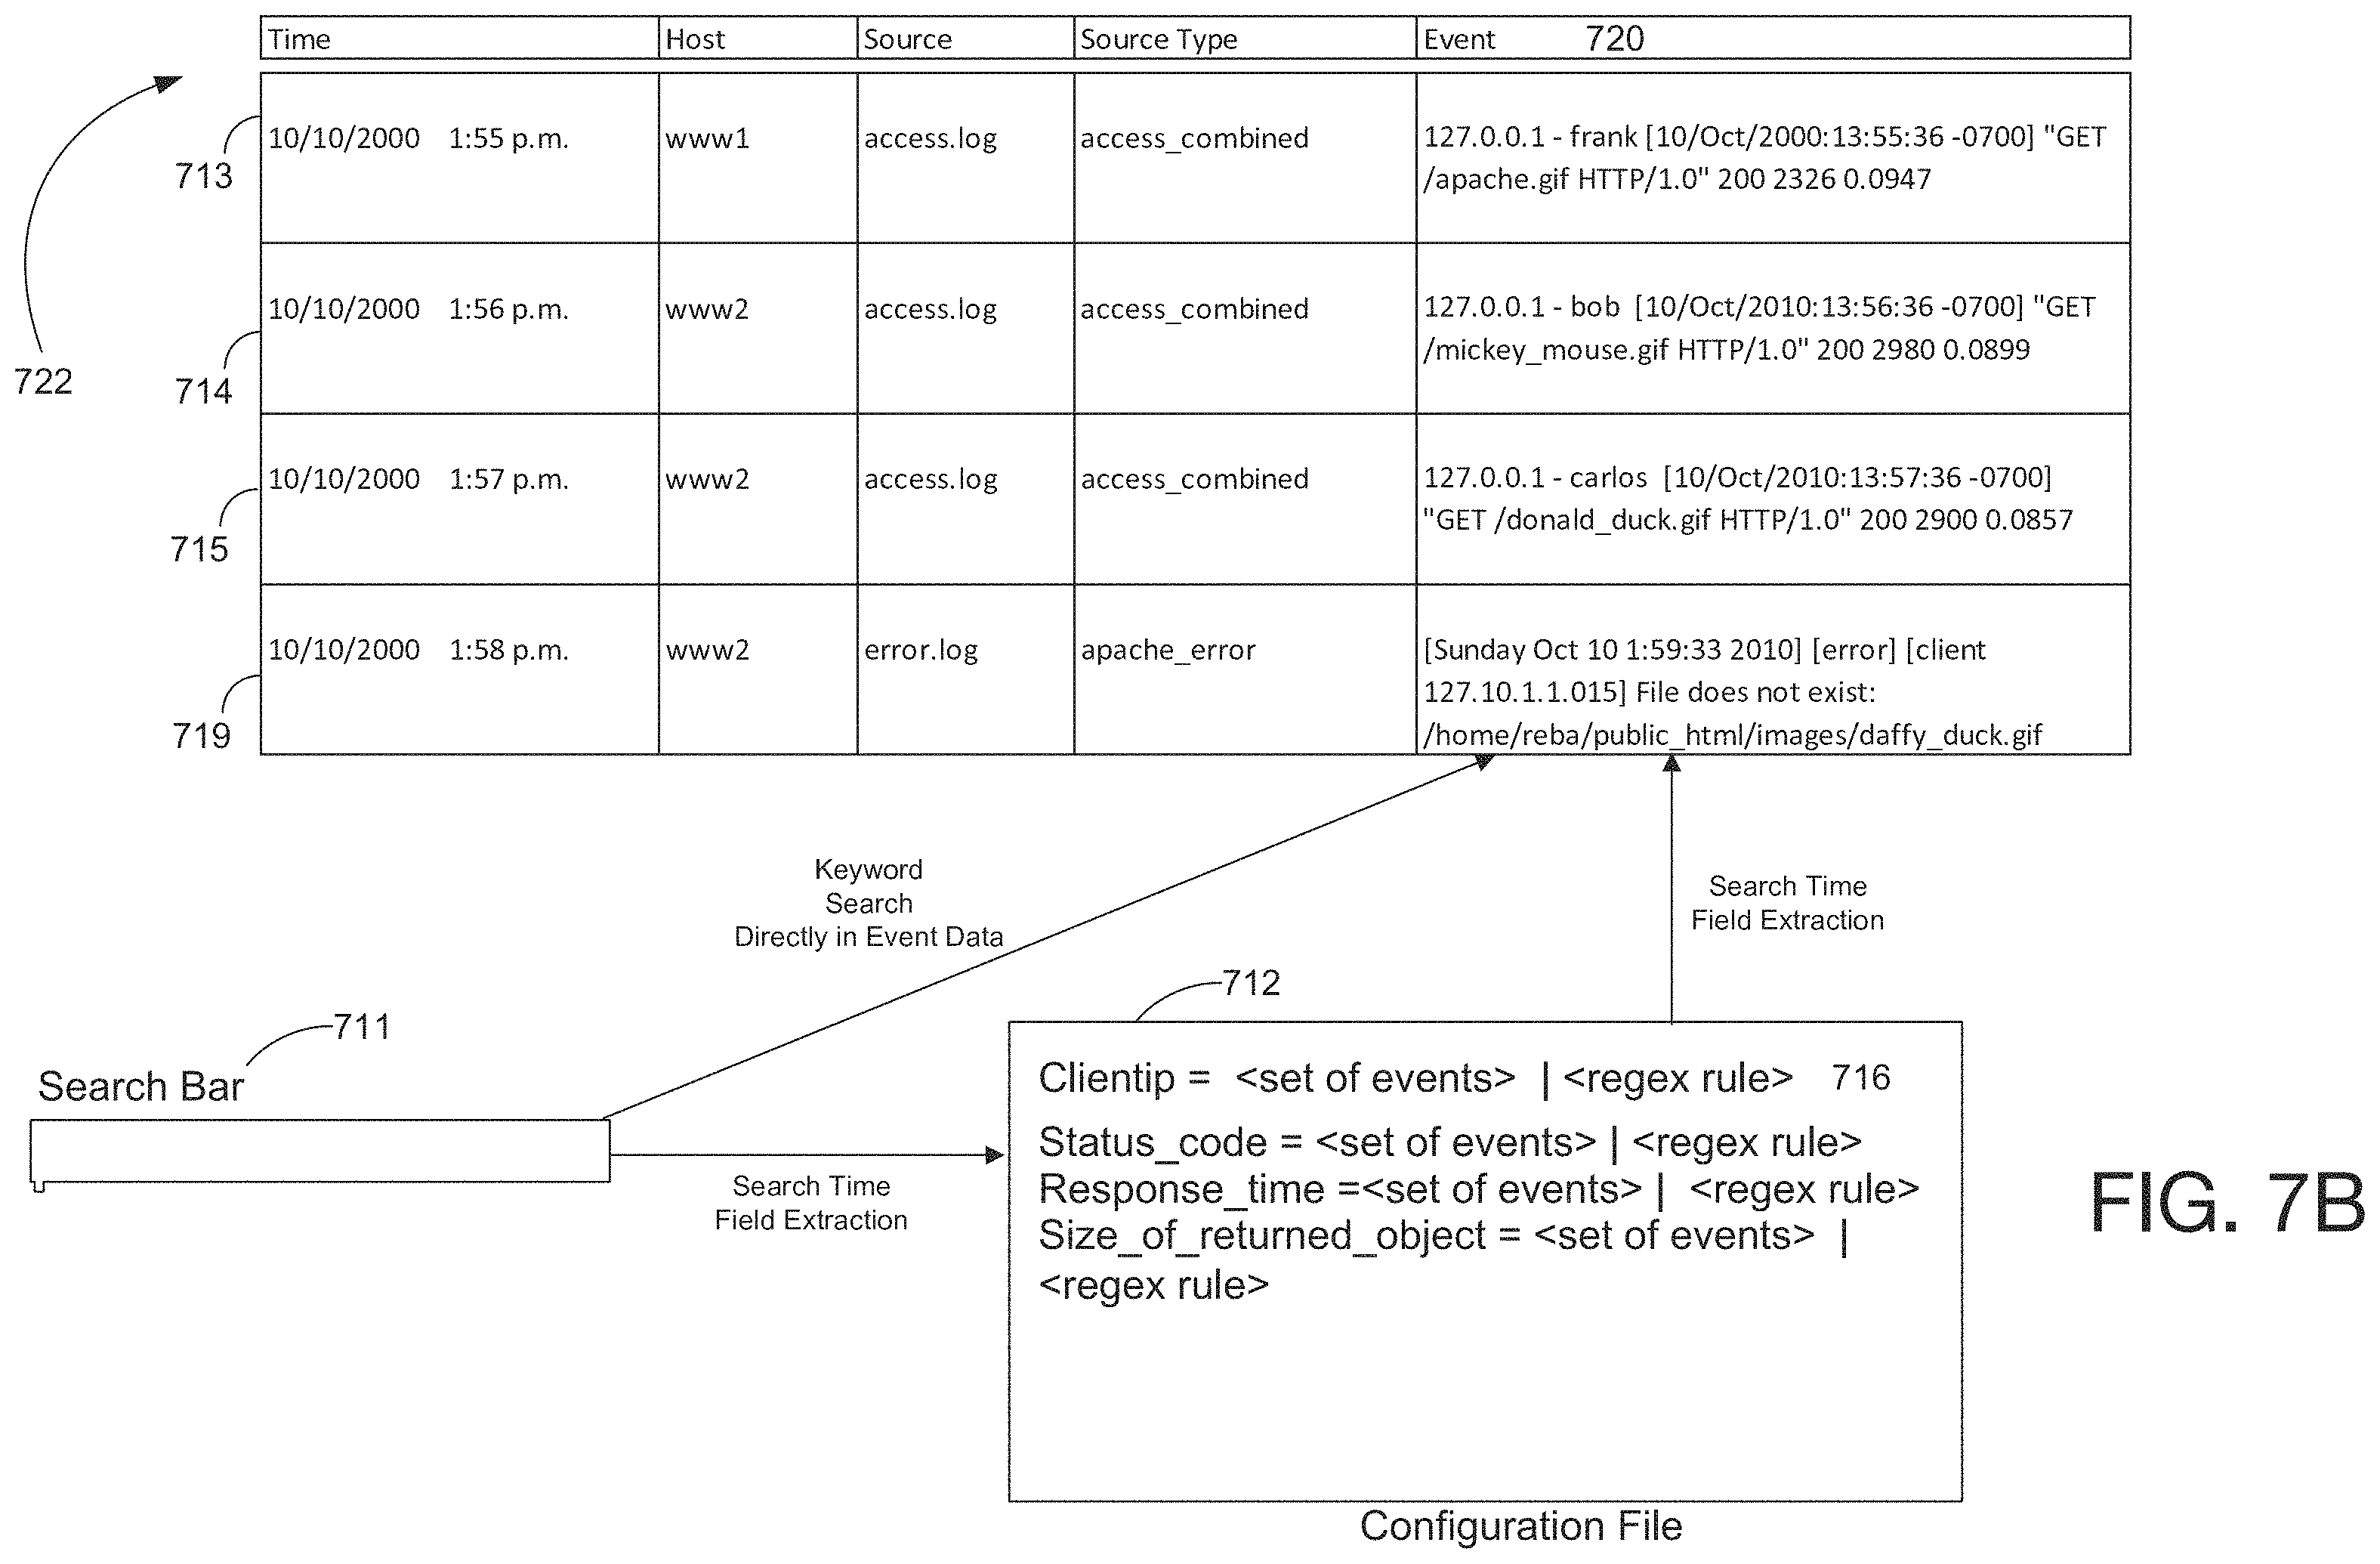 Time Host Source Source Type Event 720
10/10/2000 1:55 p.m. www1 access.log access_combined 127.0.0.1 - frank [10/Oct/2000:13:55:36 -0700] "GET
/apache.gif HTTP/1.0" 200 2326 0.0947
713
10/10/2000 1:56 p.m. www2 access.log access_combined 127.0.0.1 - bob [10/Oct/2010:13:56:36 -0700] "GET
/mickey_mouse.gif HTTP/1.0" 200 2980 0.0899
722
714
10/10/2000 1:57 p.m. www2 access.log access_combined 127.0.0.1 - carlos [10/Oct/2010:13:57:36 -0700]
"GET /donald_duck.gif HTTP/1.0" 200 2900 0.0857
715
10/10/2000 1:58 p.m. www2 error.log apache_error [Sunday Oct 10 1:59:33 2010] [error] [client
127.10.1.1.015] File does not exist:
/home/reba/public_html/images/daffy_duck.gif
719
Keyword
Search
Directly in Event Data
Search Time
Field Extraction
712
711
Search Bar
Search Time
Field Extraction
Clientip = <set of events> | <regex rule> 716
Status_code = <set of events> | <regex rule>
Response_time =<set of events> | <regex rule>
Size_of_returned_object = <set of events> |
<regex rule>
Configuration File
FIG. 7B